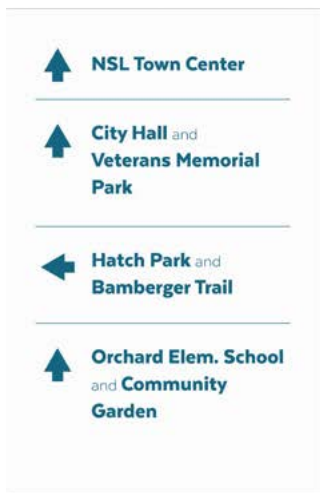 NSL Town Center
City Hall and
Veterans Memorial
Park
Hatch Park and
Bamberger Trail
Orchard Elem. School
and Community
Garden